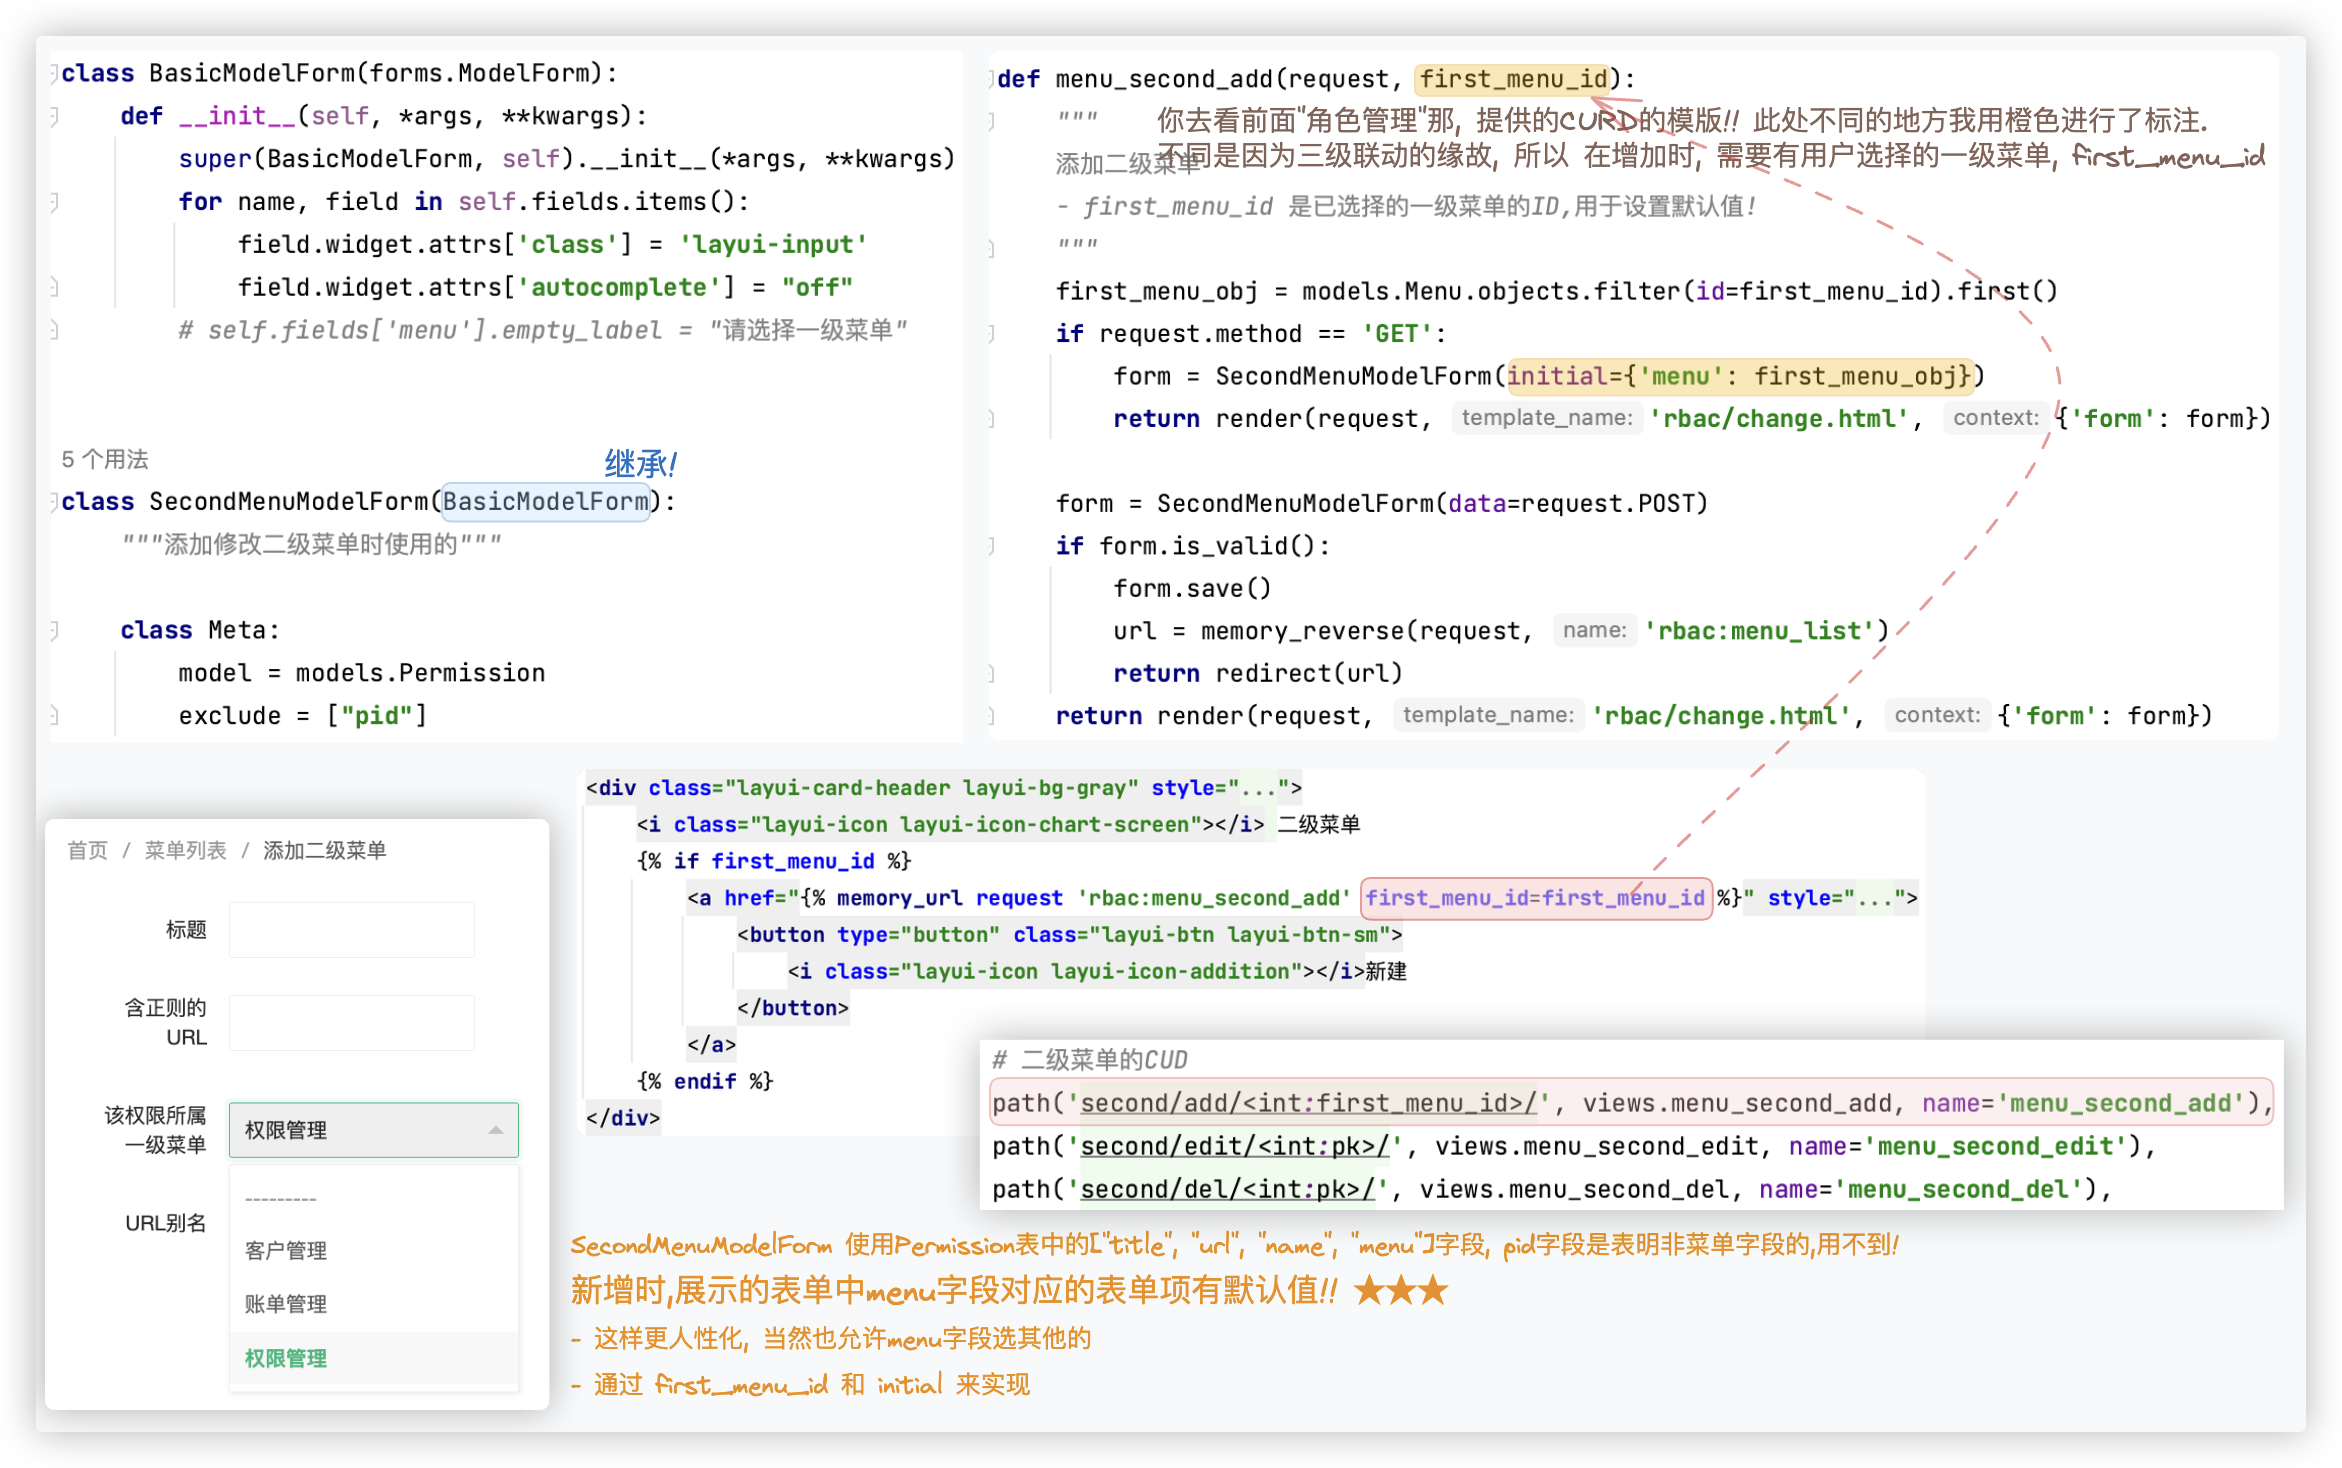 class BasicModelForm(forms.ModelForm):
    def __init__(self, *args, **kwargs):
        super(BasicModelForm, self).__init__(*args, **kwargs)
        for name, field in self.fields.items():
            field.widget.attrs['class'] = 'layui-input'
            field.widget.attrs['autocomplete'] = "off"
        # self.fields['menu'].empty_label = "请选择一级菜单"
5 个用法
继承!
class SecondMenuModelForm(BasicModelForm):
    """添加修改二级菜单时使用的"""
    class Meta:
        model = models.Permission
        exclude = ["pid"]
def menu_second_add(request, first_menu_id):
    """
你去看前面"角色管理"那, 提供的CURD的模版!! 此处不同的地方我用橙色进行了标注.
不同是因为三级联动的缘故, 所以 在增加时, 需要有用户选择的一级菜单, first_menu_id
    添加二级菜单
    - first_menu_id 是已选择的一级菜单的ID,用于设置默认值!
    """
    first_menu_obj = models.Menu.objects.filter(id=first_menu_id).first()
    if request.method == 'GET':
        form = SecondMenuModelForm(initial={'menu': first_menu_obj})
        return render(request, template_name: 'rbac/change.html', context: {'form': form})
    form = SecondMenuModelForm(data=request.POST)
    if form.is_valid():
        form.save()
        url = memory_reverse(request, name: 'rbac:menu_list')
        return redirect(url)
    return render(request, template_name: 'rbac/change.html', context: {'form': form})
<div class="layui-card-header layui-bg-gray" style="...">
    <i class="layui-icon layui-icon-chart-screen"></i> 二级菜单
    {% if first_menu_id %}
        <a href="{% memory_url request 'rbac:menu_second_add' first_menu_id=first_menu_id %}" style="...">
            <button type="button" class="layui-btn layui-btn-sm">
                <i class="layui-icon layui-icon-addition"></i>新建
            </button>
        </a>
    {% endif %}
</div>
首页 / 菜单列表 / 添加二级菜单
标题
含正则的
URL
该权限所属
一级菜单
权限管理
---------
URL别名
客户管理
账单管理
权限管理
# 二级菜单的CUD
path('second/add/<int:first_menu_id>/', views.menu_second_add, name='menu_second_add'),
path('second/edit/<int:pk>/', views.menu_second_edit, name='menu_second_edit'),
path('second/del/<int:pk>/', views.menu_second_del, name='menu_second_del'),
SecondMenuModelForm 使用Permission表中的["title", "url", "name", "menu"]字段, pid字段是表明非菜单字段的,用不到!
新增时,展示的表单中menu字段对应的表单项有默认值!! ★★★
- 这样更人性化, 当然也允许menu字段选其他的
- 通过 first_menu_id 和 initial 来实现